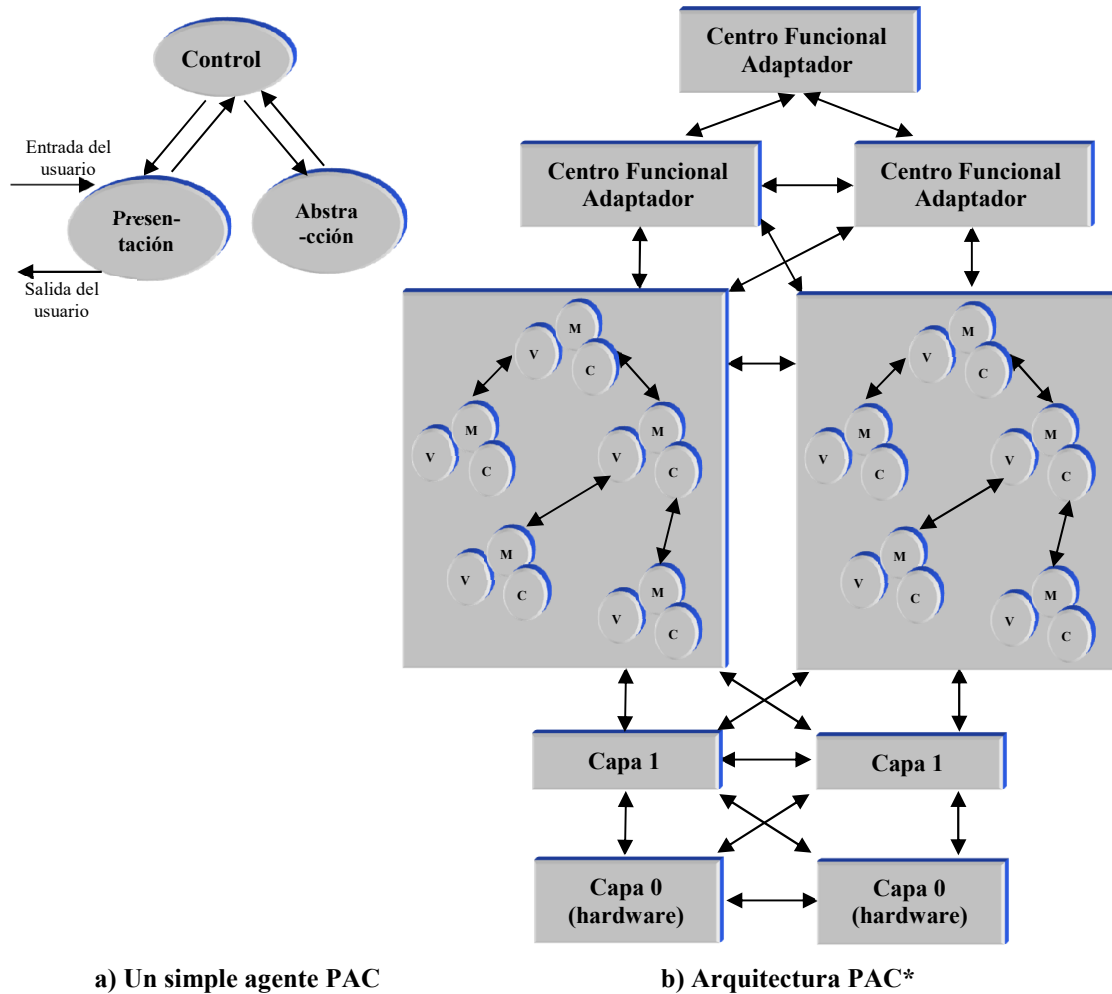 Control
Entrada del
usuario
Presen-
tación
Abstra
-cción
Salida del
usuario
a) Un simple agente PAC
Centro Funcional
Adaptador
Centro Funcional
Adaptador
Centro Funcional
Adaptador
M
V
C
M
V
C
M
V
C
M
V
C
M
V
C
M
V
C
M
V
C
M
V
C
M
V
C
M
V
C
Capa 1
Capa 1
Capa 0
(hardware)
Capa 0
(hardware)
b) Arquitectura PAC*